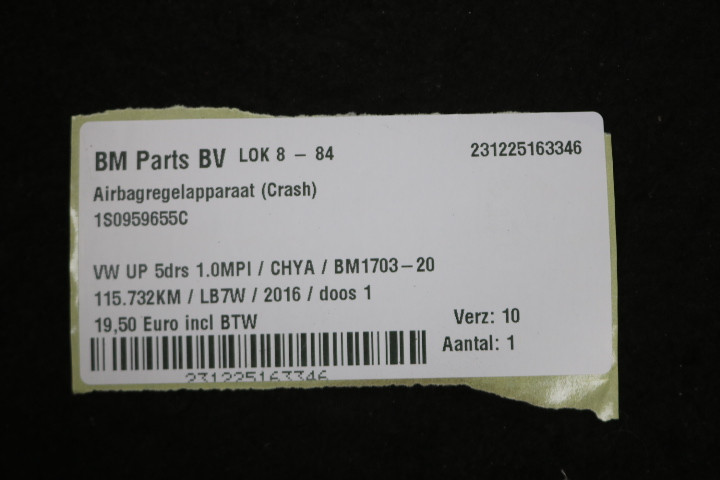 BM Parts BV LOK 8 - 84 231225163346
Airbagregelapparaat (Crash)
1S0959655C
VW UP 5drs 1.0MPI / CHYA / BM1703-20
115.732KM / LB7W / 2016 / doos 1
19,50 Euro incl BTW Verz: 10
Aantal: 1
231225163346